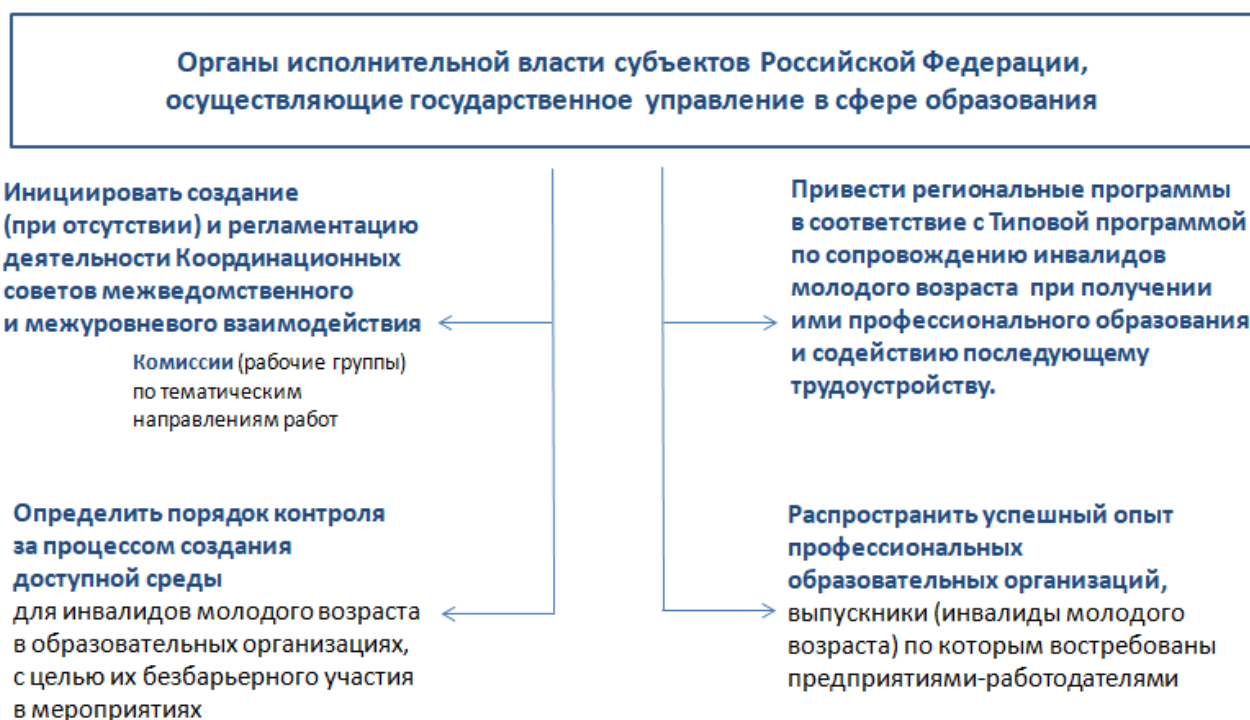 Органы исполнительной власти субъектов Российской Федерации,
осуществляющие государственное управление в сфере образования
Инициировать создание
(при отсутствии) и регламентацию
деятельности Координационных
советов межведомственного
и межуровневого взаимодействия
Комиссии (рабочие группы)
по тематическим
направлениям работ
Привести региональные программы
в соответствие с Типовой программой
по сопровождению инвалидов
молодого возраста при получении
ими профессионального образования
и содействию последующему
трудоустройству.
Определить порядок контроля
за процессом создания
доступной среды
для инвалидов молодого возраста
в образовательных организациях,
с целью их безбарьерного участия
в мероприятиях
Распространить успешный опыт
профессиональных
образовательных организаций,
выпускники (инвалиды молодого
возраста) по которым востребованы
предприятиями-работодателями